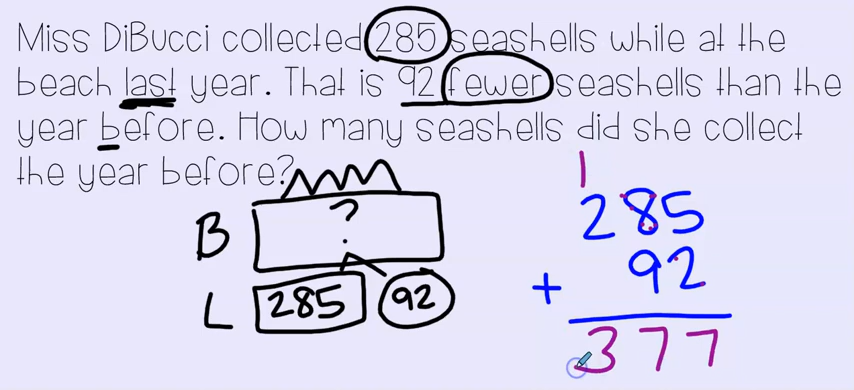 Miss DiBucci collected 285 seashells while at the
beach last year. That is 92 fewer seashells than the
year before. How many seashells did she collect
the year before?
B ?
L 285 92
1
285
+ 92
377